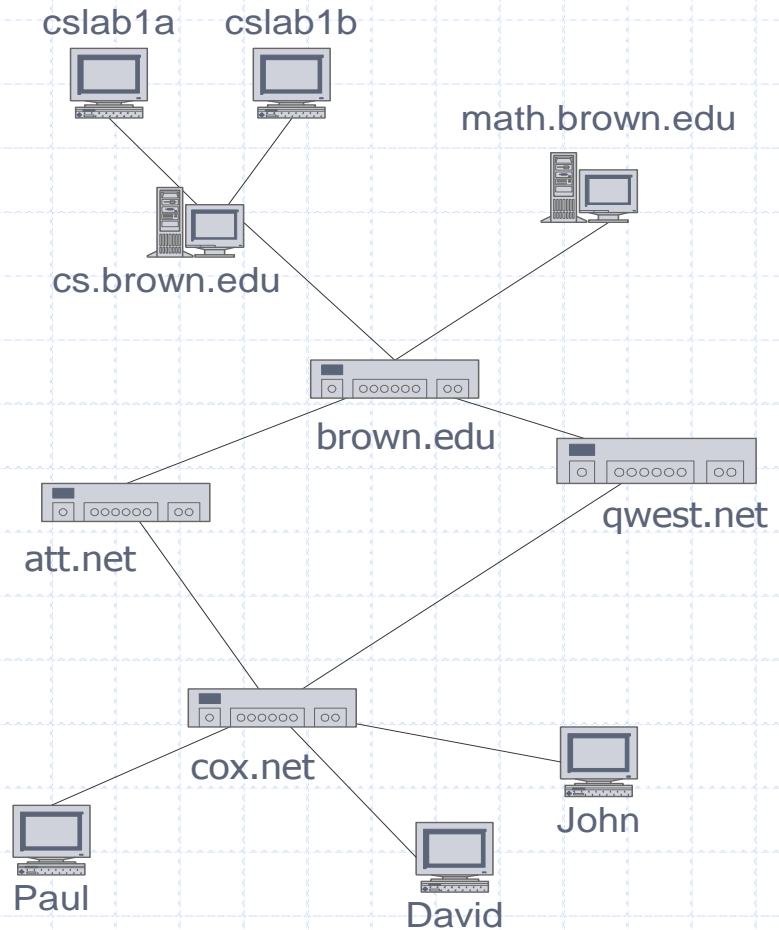 cslab1a cslab1b
math.brown.edu
cs.brown.edu
brown.edu
qwest.net
att.net
cox.net
John
Paul
David